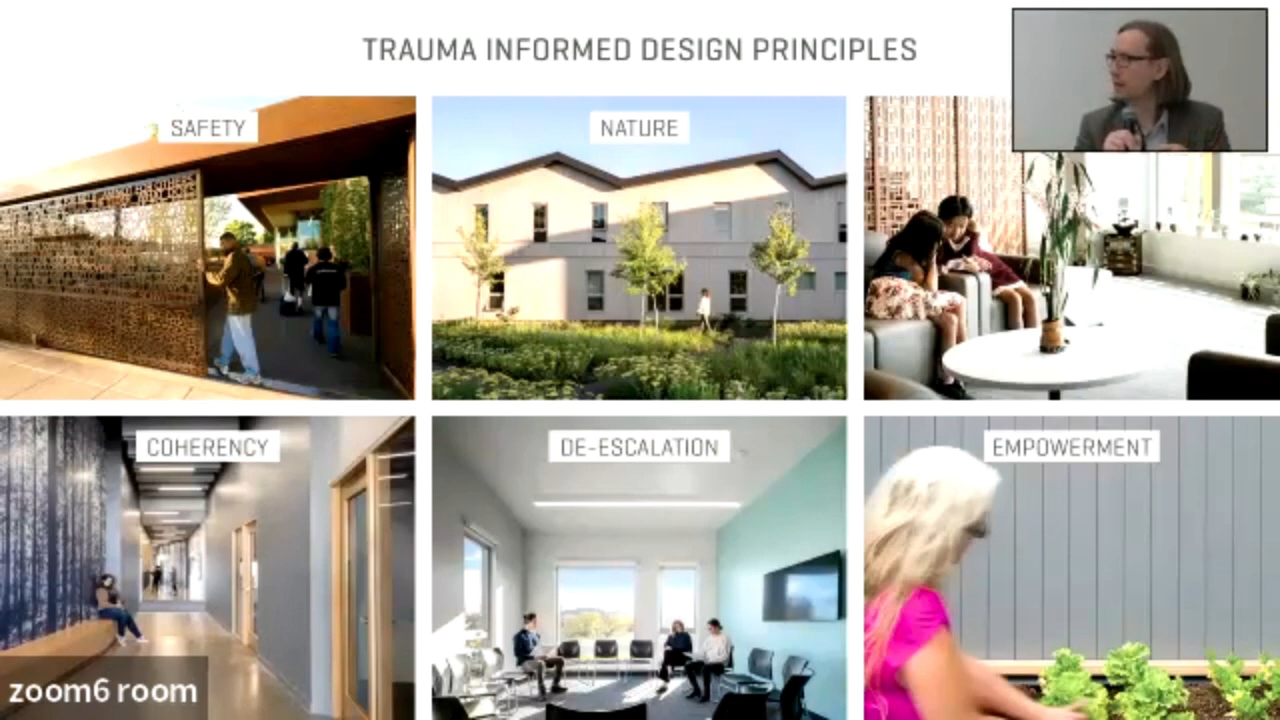 TRAUMA INFORMED DESIGN PRINCIPLES
SAFETY
NATURE
COHERENCY
DE-ESCALATION
EMPOWERMENT
zoom6 room